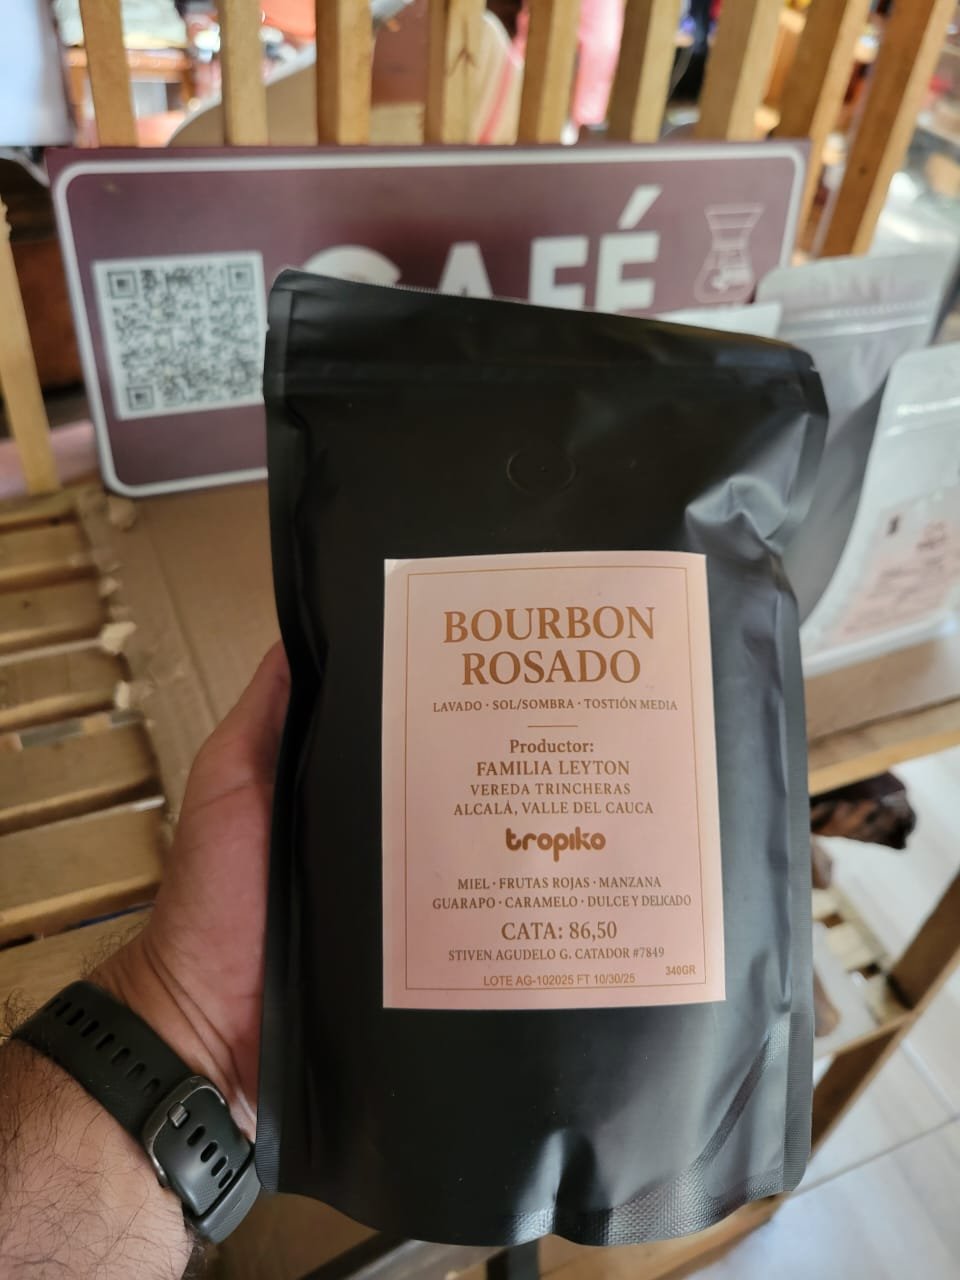 CAFÉ
BOURBON
ROSADO
LAVADO · SOL/SOMBRA · TOSTIÓN MEDIA
Productor:
FAMILIA LEYTON
VEREDA TRINCHERAS
ALCALÁ, VALLE DEL CAUCA
tropiko
MIEL · FRUTAS ROJAS · MANZANA
GUARAPO · CARAMELO · DULCE Y DELICADO
CATA: 86,50
STIVEN AGUDELO G. CATADOR #7849
340GR
LOTE AG-102025 FT 10/30/25